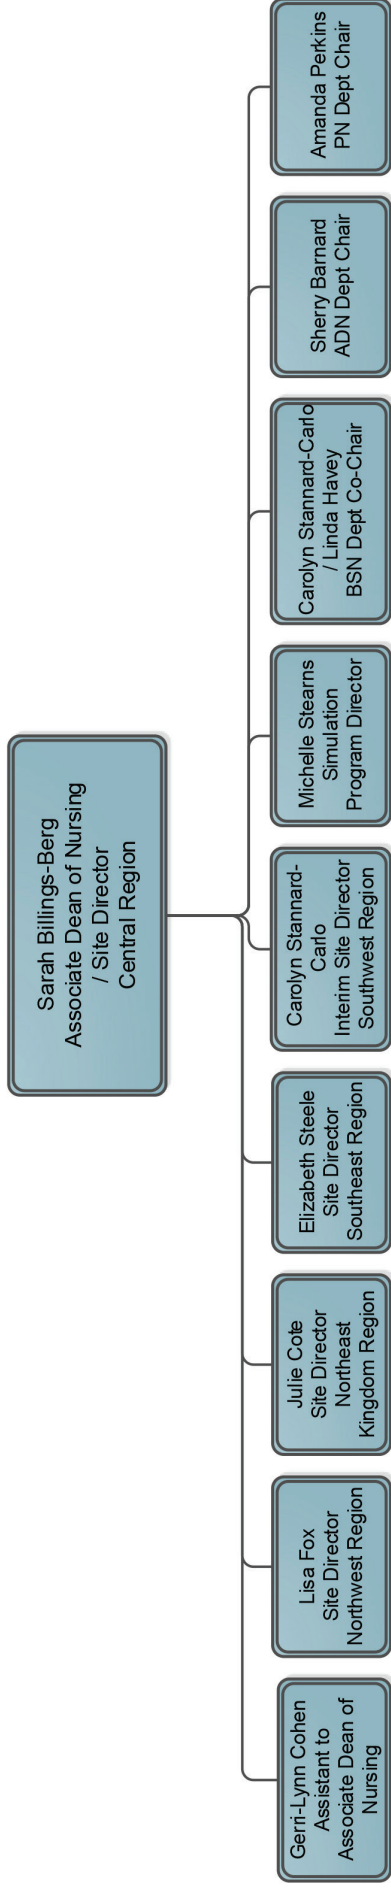 Sarah Billings-Berg
Associate Dean of Nursing
/ Site Director
Central Region
Gerri-Lynn Cohen
Assistant to
Associate Dean of
Nursing
Lisa Fox
Site Director
Northwest Region
Julie Cote
Site Director
Northeast
Kingdom Region
Elizabeth Steele
Site Director
Southeast Region
Carolyn Stannard-
Carlo
Interim Site Director
Southwest Region
Michelle Stearns
Simulation
Program Director
Carolyn Stannard-Carlo
/ Linda Havey
BSN Dept Co-Chair
Sherry Barnard
ADN Dept Chair
Amanda Perkins
PN Dept Chair